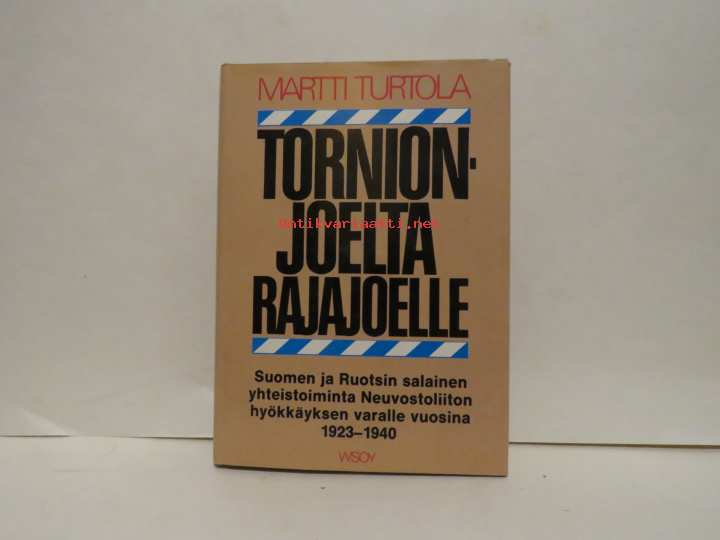 MARTTI TURTOLA
TORNION-
antikvariaatti.net
JOELTA
RAJAJOELLE
Suomen ja Ruotsin salainen
yhteistoiminta Neuvostoliiton
hyökkäyksen varalle vuosina
1923–1940
WSOY